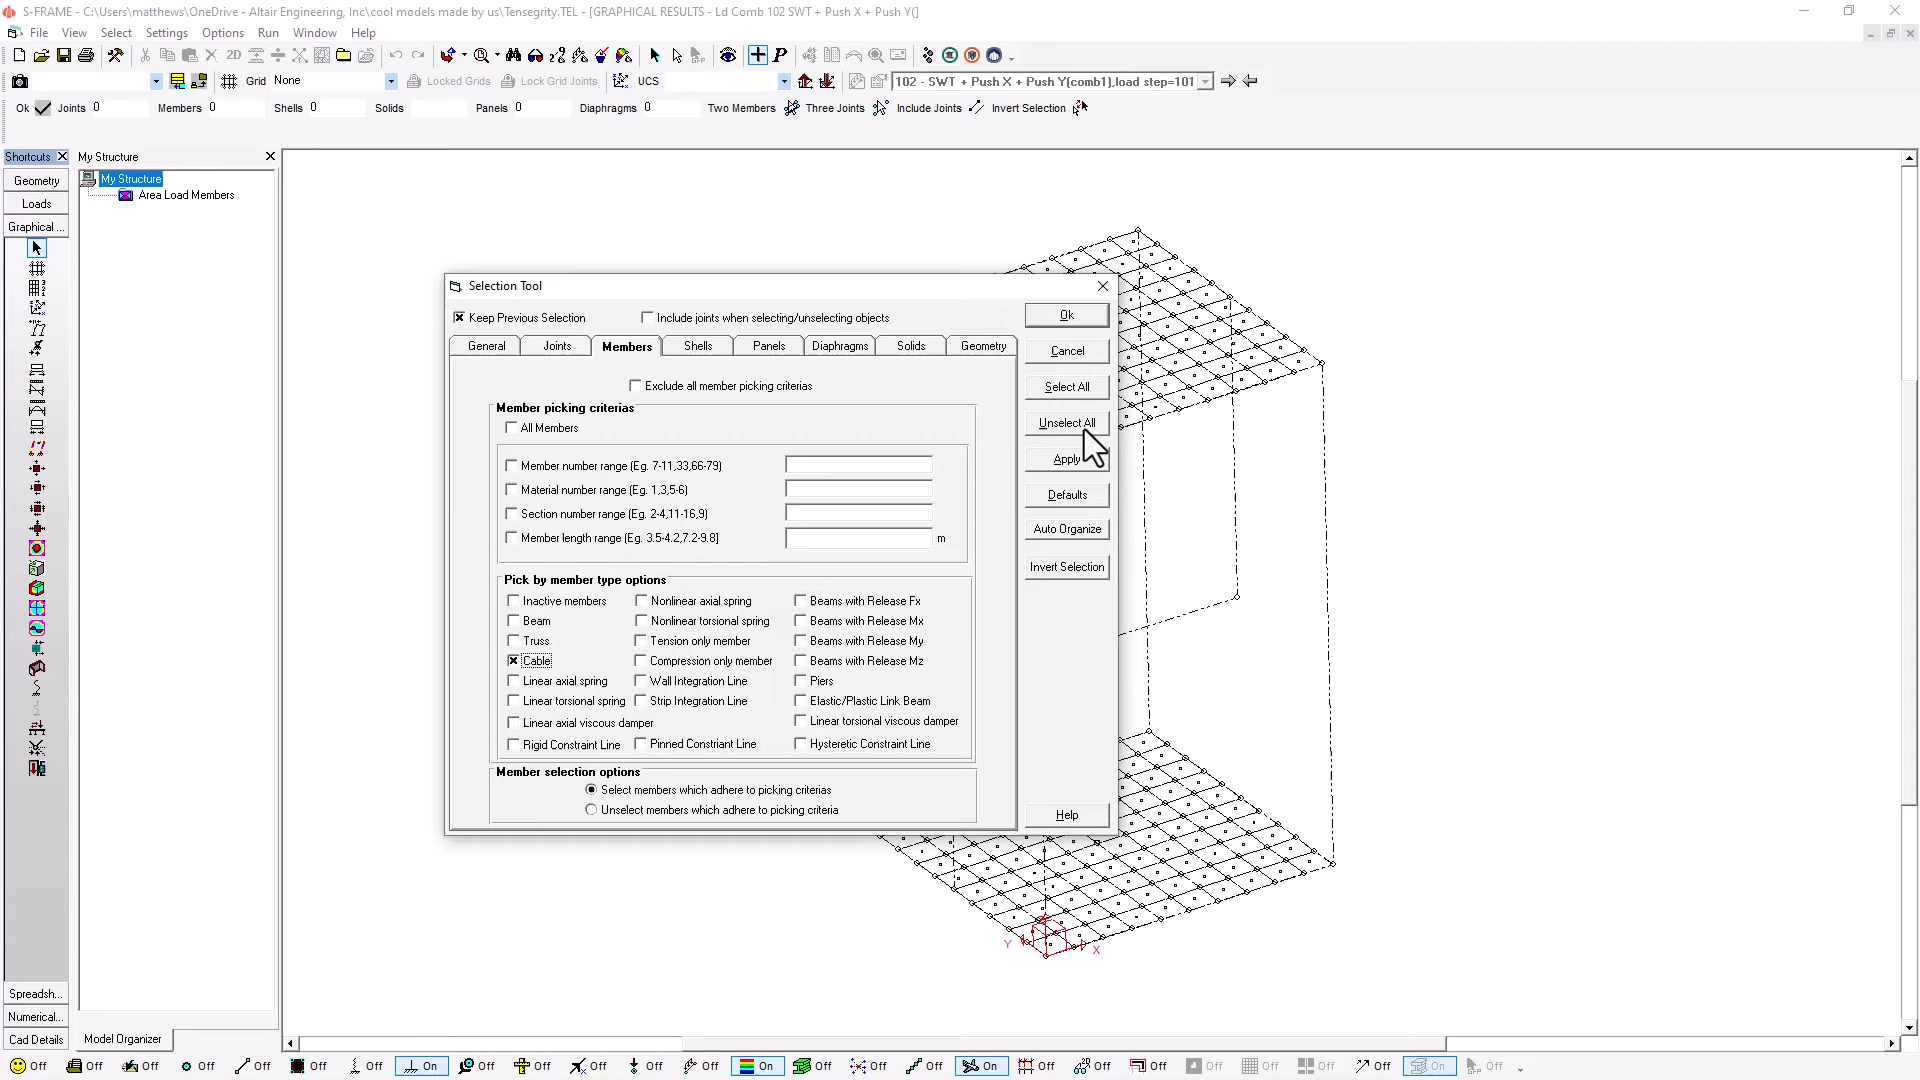 S-FRAME - C:\Users\matthews\OneDrive - Altair Engineering, Inc\cool models made by us\Tensegrity.TEL - [GRAPHICAL RESULTS - Ld Comb 102 SWT + Push X + Push Y(]
File View Select Settings Options Run Window Help
2D
Grid None Locked Grids Lock Grid Joints UCS 102 - SWT + Push X + Push Y(comb1),load step=101
Ok Joints 0 Members 0 Shells 0 Solids Panels 0 Diaphragms 0 Two Members Three Joints Include Joints Invert Selection
Shortcuts
My Structure
Geometry
Loads
Graphical ...
My Structure
Area Load Members
Selection Tool
Keep Previous Selection
Include joints when selecting/unselecting objects
General Joints Members Shells Panels Diaphragms Solids Geometry
Exclude all member picking criterias
Member picking criterias
All Members
Member number range (Eg. 7-11,33,66-79)
Material number range (Eg. 1,3,5-6)
Section number range (Eg. 2-4,11-16,9)
Member length range (Eg. 3.5-4.2,7.2-9.8] m
Pick by member type options
Inactive members Nonlinear axial spring Beams with Release Fx
Beam Nonlinear torsional spring Beams with Release Mx
Truss Tension only member Beams with Release My
Cable Compression only member Beams with Release Mz
Linear axial spring Wall Integration Line Piers
Linear torsional spring Strip Integration Line Elastic/Plastic Link Beam
Linear axial viscous damper Linear torsional viscous damper
Rigid Constraint Line Pinned Constriant Line Hysteretic Constraint Line
Member selection options
Select members which adhere to picking criterias
Unselect members which adhere to picking criteria
Ok
Cancel
Select All
Unselect All
Apply
Defaults
Auto Organize
Invert Selection
Help
Y X
Spreadsh...
Numerical...
Cad Details
Model Organizer
Off Off Off Off Off Off Off Off On Off Off Off Off Off On Off Off Off On Off Off Off Off Off Off Off On Off